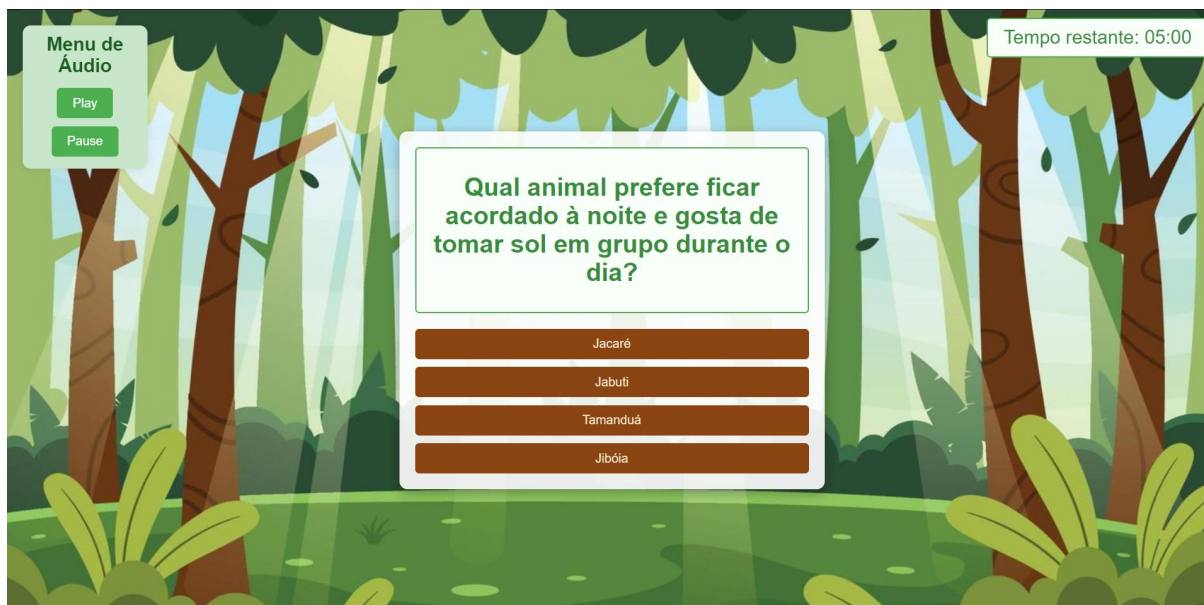 Menu de
Áudio
Play
Pause
Tempo restante: 05:00
Qual animal prefere ficar
acordado à noite e gosta de
tomar sol em grupo durante o
dia?
Jacaré
Jabuti
Tamanduá
Jibóia